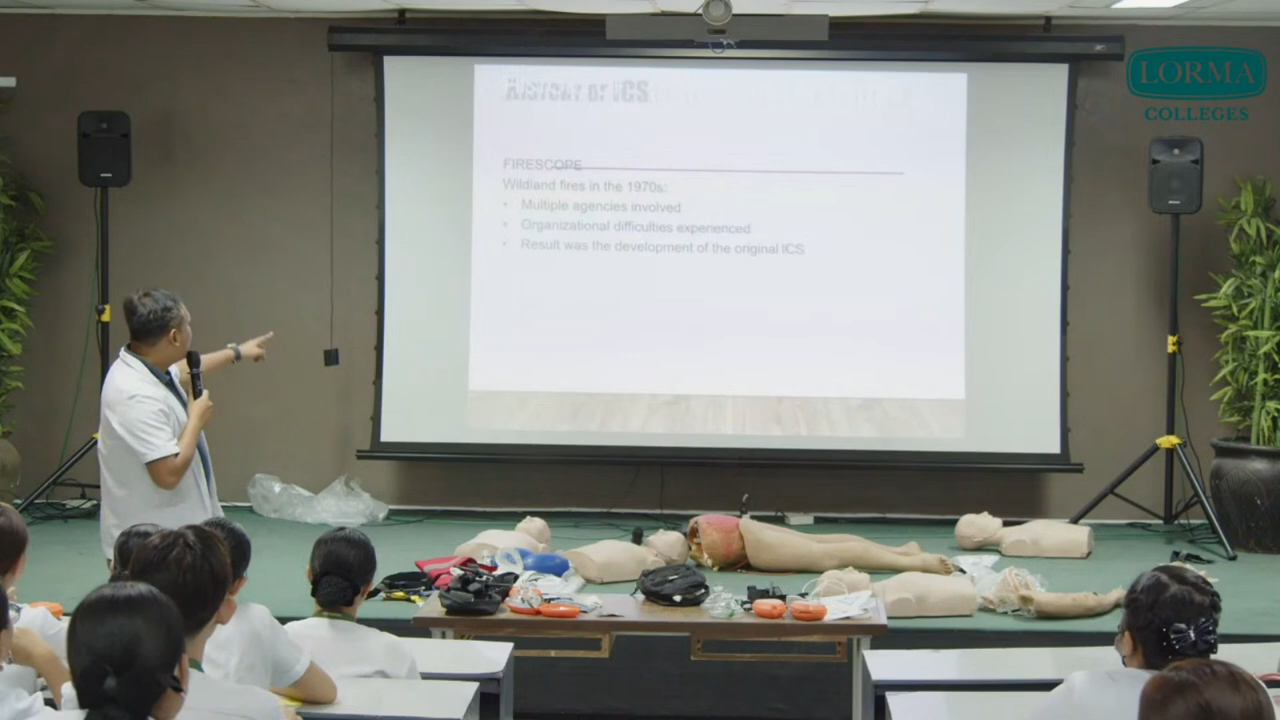 LORMA
COLLEGES
HISTORY OF ICS
FIRESCOPE
Wildland fires in the 1970s:
• Multiple agencies involved
• Organizational difficulties experienced
• Result was the development of the original ICS